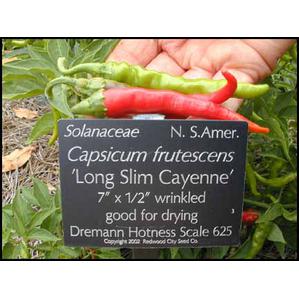 Solanaceae N. S.Amer.
Capsicum frutescens
'Long Slim Cayenne'
7" x 1/2" wrinkled
good for drying
3
Dremann Hotness Scale 625
Copyright 2002 Redwood City Seed Co.